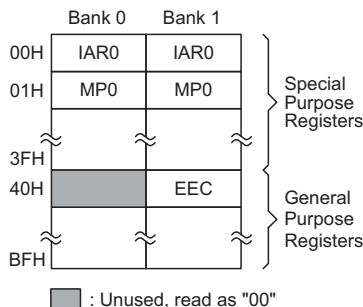 Bank 0 Bank 1
00H IAR0 IAR0
01H MP0 MP0
Special
Purpose
Registers
3FH
40H EEC
General
Purpose
Registers
BFH
: Unused, read as "00"